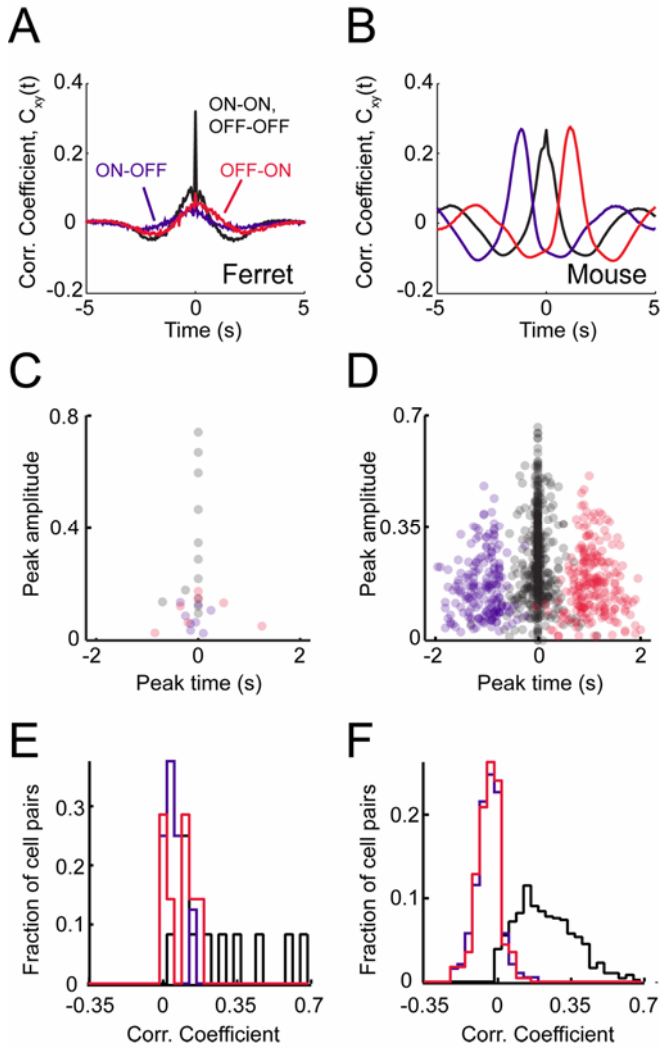 A
Corr. Coefficient, Cxy(t)
0.4
0.2
0
-0.2
ON-ON,
OFF-OFF
ON-OFF
OFF-ON
Ferret
-5
0
5
Time (s)
B
Corr. Coefficient, Cxy(t)
0.4
0.2
0
-0.2
Mouse
-5
0
5
Time (s)
C
Peak amplitude
0.8
0.4
0
-2
0
2
Peak time (s)
D
Peak amplitude
0.7
0.35
0
-2
0
2
Peak time (s)
E
Fraction of cell pairs
0.3
0.2
0.1
0
-0.35
0
0.35
0.7
Corr. Coefficient
F
Fraction of cell pairs
0.2
0.1
0
-0.35
0
0.35
0.7
Corr. Coefficient